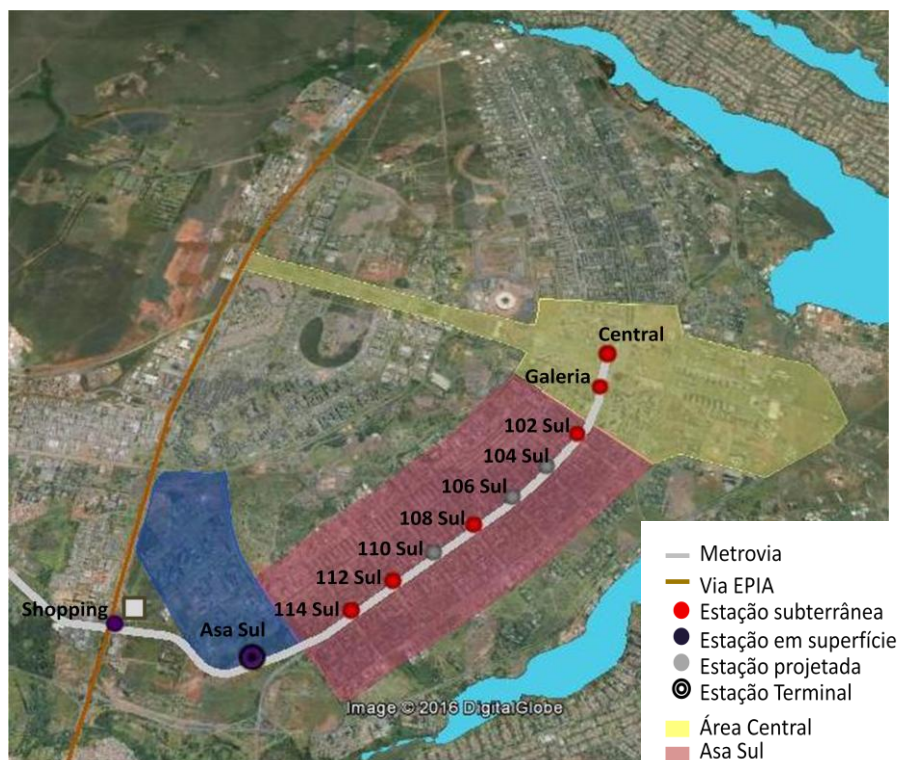 Central
Galeria
102 Sul
104 Sul
106 Sul
108 Sul
110 Sul
112 Sul
114 Sul
Shopping
Asa Sul
Image © 2016 DigitalGlobe
Metrovia
Via EPIA
Estação subterrânea
Estação em superfície
Estação projetada
Estação Terminal
Área Central
Asa Sul